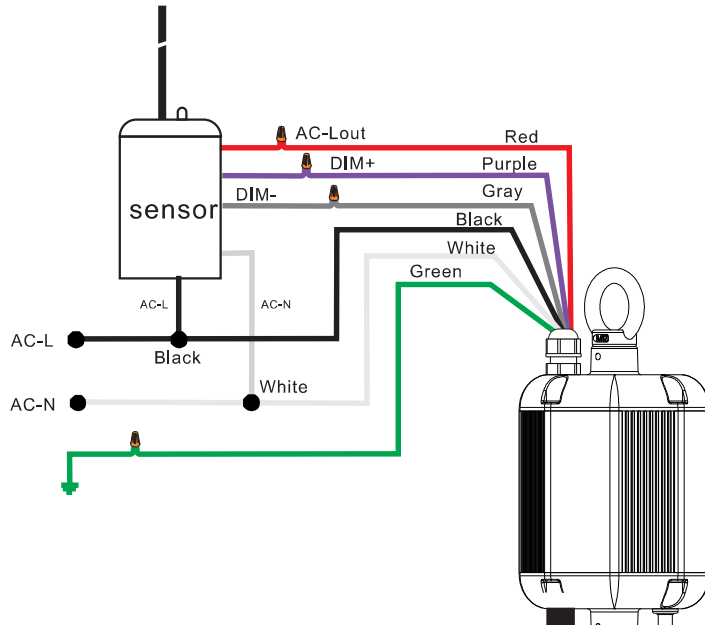 AC-Lout
Red
DIM+
Purple
DIM-
Gray
sensor
Black
White
Green
AC-L
AC-N
AC-L
Black
AC-N
White